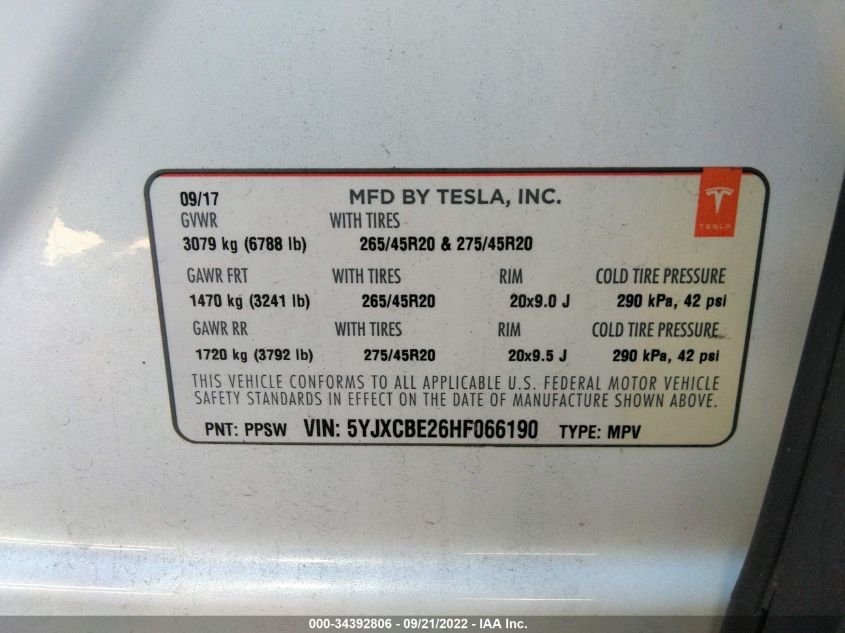 09/17 MFD BY TESLA, INC.
TESLA
GVWR WITH TIRES
3079 kg (6788 lb) 265/45R20 & 275/45R20
GAWR FRT WITH TIRES RIM COLD TIRE PRESSURE
1470 kg (3241 lb) 265/45R20 20x9.0 J 290 kPa, 42 psi
GAWR RR WITH TIRES RIM COLD TIRE PRESSURE
1720 kg (3792 lb) 275/45R20 20x9.5 J 290 kPa, 42 psi
THIS VEHICLE CONFORMS TO ALL APPLICABLE U.S. FEDERAL MOTOR VEHICLE
SAFETY STANDARDS IN EFFECT ON THE DATE OF MANUFACTURE SHOWN ABOVE.
PNT: PPSW VIN: 5YJXCBE26HF066190 TYPE: MPV
000-34392806 - 09/21/2022 - IAA Inc.